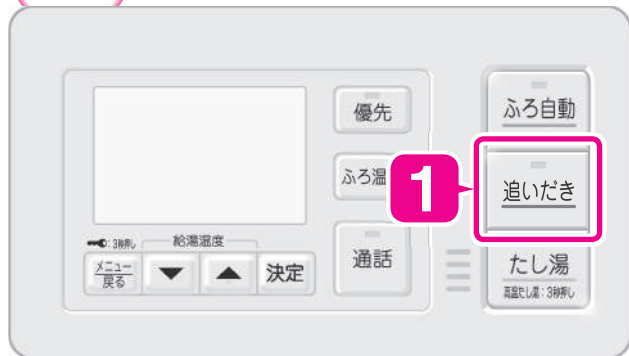 優先
ふろ自動
ふろ温
1
追いだき
：3秒押し
給湯温度
メニュー
戻る
▼
▲
決定
通話
たし湯
高温たし湯：3秒押し